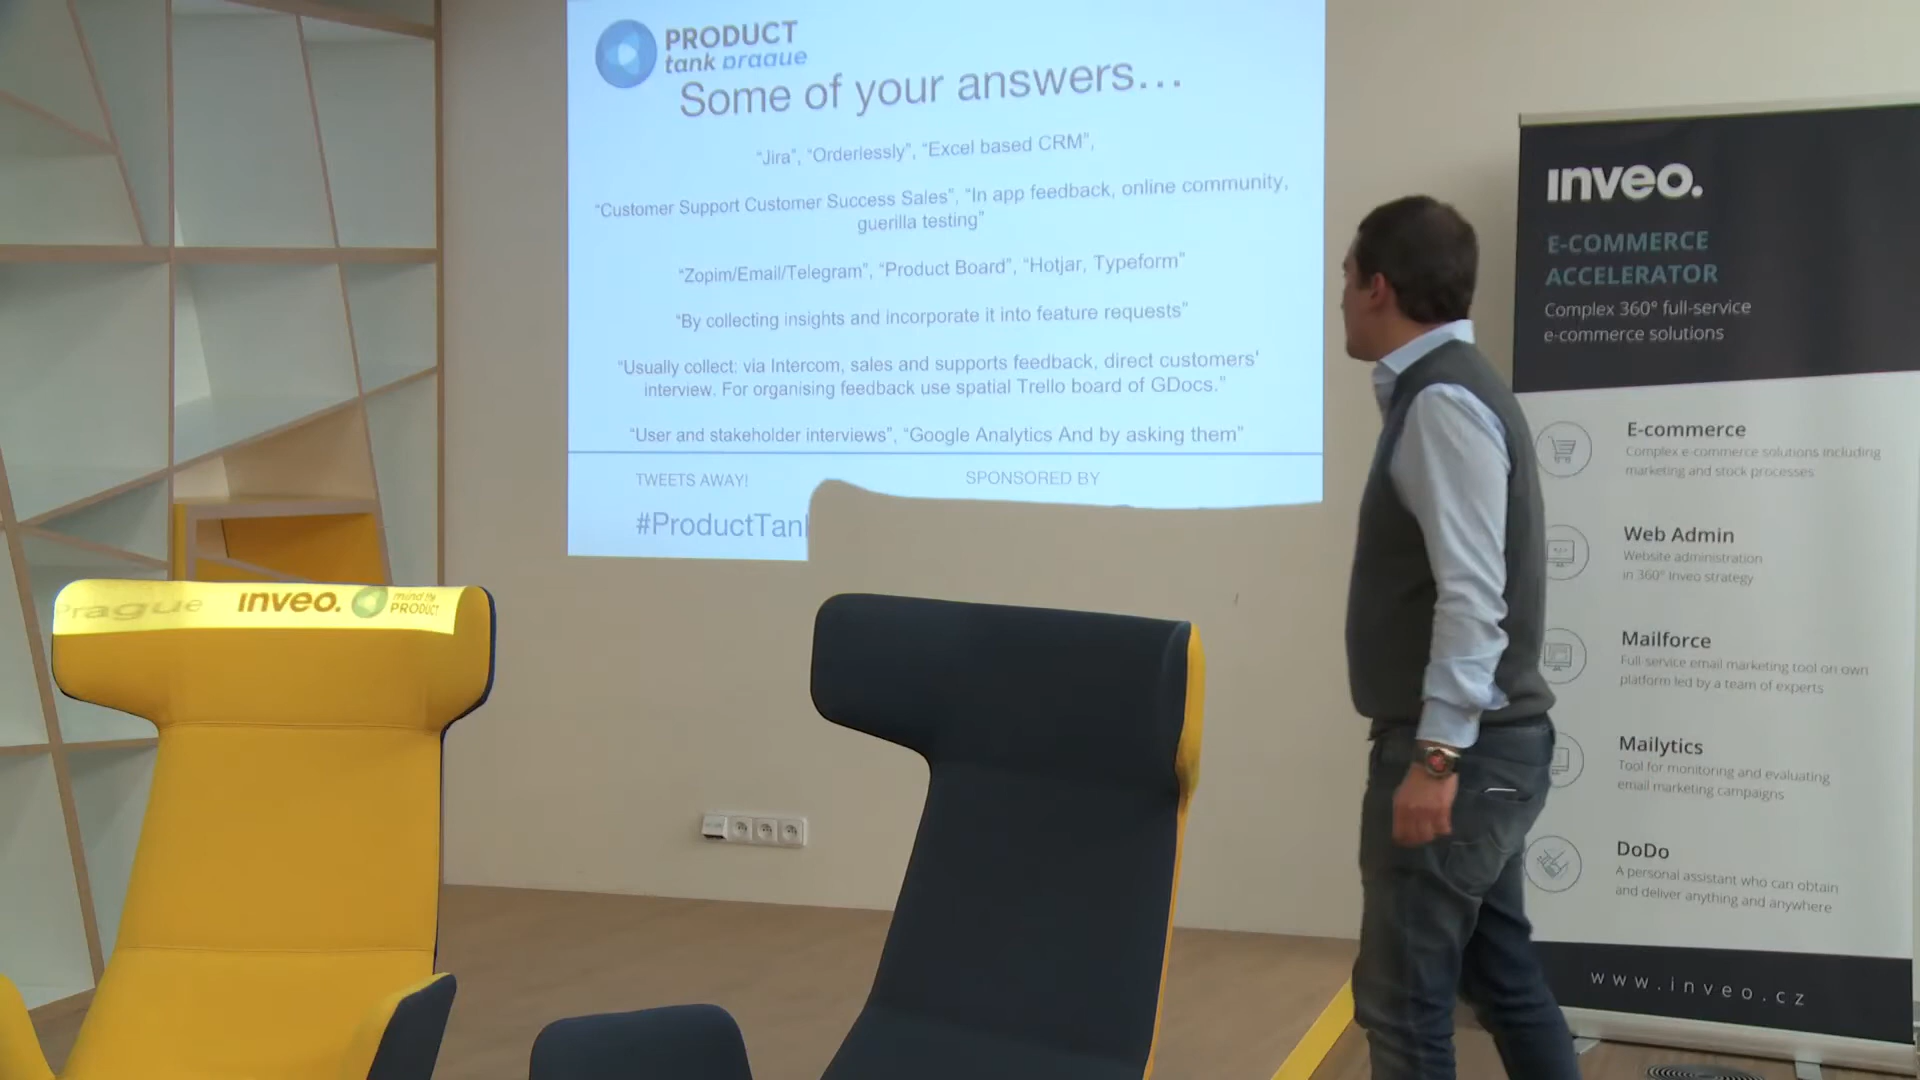 PRODUCT
tank prague
Some of your answers...
“Jira”, “Orderlessly”, “Excel based CRM”,
“Customer Support Customer Success Sales”, “In app feedback, online community,
guerilla testing”
“Zopim/Email/Telegram”, “Product Board”, “Hotjar, Typeform”
“By collecting insights and incorporate it into feature requests”
“Usually collect: via Intercom, sales and supports feedback, direct customers'
interview. For organising feedback use spatial Trello board of GDocs.”
“User and stakeholder interviews”, “Google Analytics And by asking them”
TWEETS AWAY!
SPONSORED BY
#ProductTank
Prague
inveo.
mind the
PRODUCT
inveo.
E-COMMERCE
ACCELERATOR
Complex 360° full-service
e-commerce solutions
E-commerce
Complex e-commerce solutions including
marketing and stock processes
Web Admin
Website administration
in 360° Inveo strategy
Mailforce
Full-service email marketing tool on own
platform led by a team of experts
Mailytics
Tool for monitoring and evaluating
email marketing campaigns
DoDo
A personal assistant who can obtain
and deliver anything and anywhere
www.inveo.cz